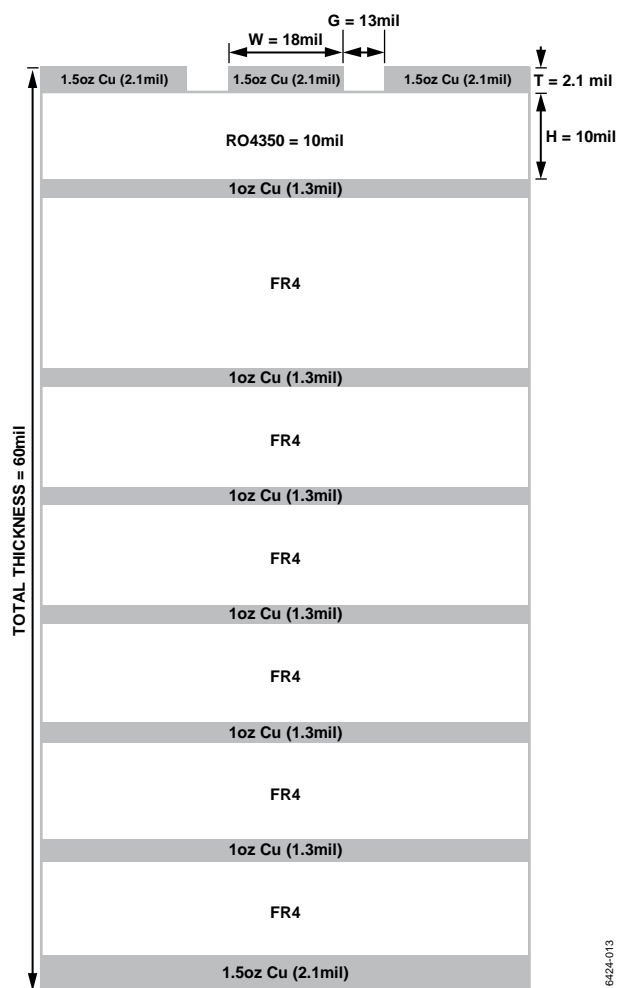 G = 13mil
W = 18mil
1.5oz Cu (2.1mil)
1.5oz Cu (2.1mil)
1.5oz Cu (2.1mil)
T = 2.1 mil
RO4350 = 10mil
H = 10mil
1oz Cu (1.3mil)
FR4
1oz Cu (1.3mil)
FR4
1oz Cu (1.3mil)
FR4
1oz Cu (1.3mil)
FR4
1oz Cu (1.3mil)
FR4
1oz Cu (1.3mil)
FR4
1.5oz Cu (2.1mil)
TOTAL THICKNESS = 60mil
6424-013